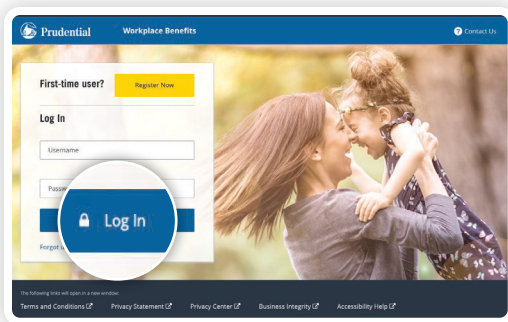 Prudential
Workplace Benefits
Contact Us
First-time user?
Register Now
Log In
Username
Log In
Forgot
The following links will open in a new window:
Terms and Conditions
Privacy Statement
Privacy Center
Business Integrity
Accessibility Help